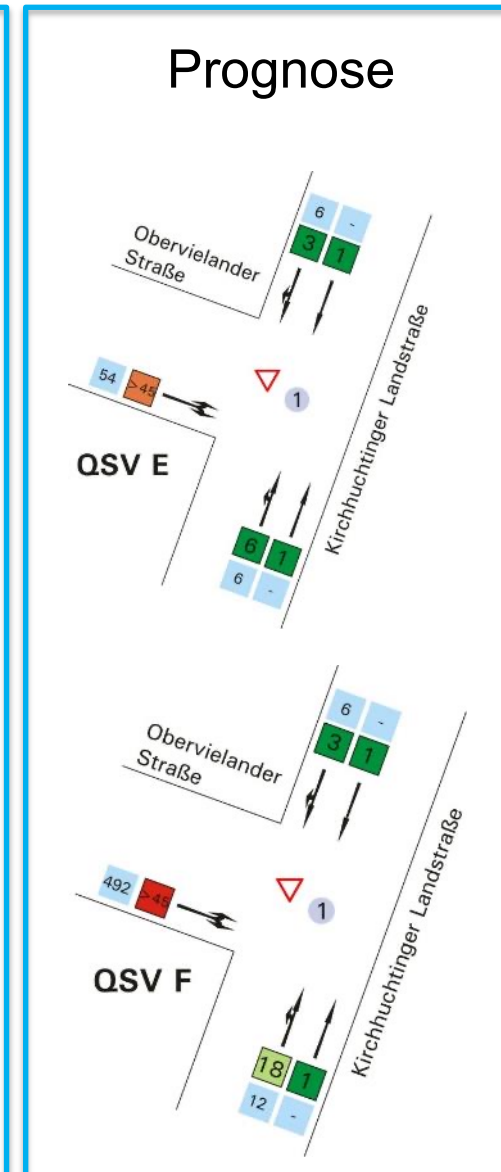 Prognose
6 -
3 1
Obervielander
Straße
54 >45
1
QSV E
Kirchhuchtinger Landstraße
6 1
6 -
6 -
3 1
Obervielander
Straße
492 >45
1
QSV F
Kirchhuchtinger Landstraße
18 1
12 -